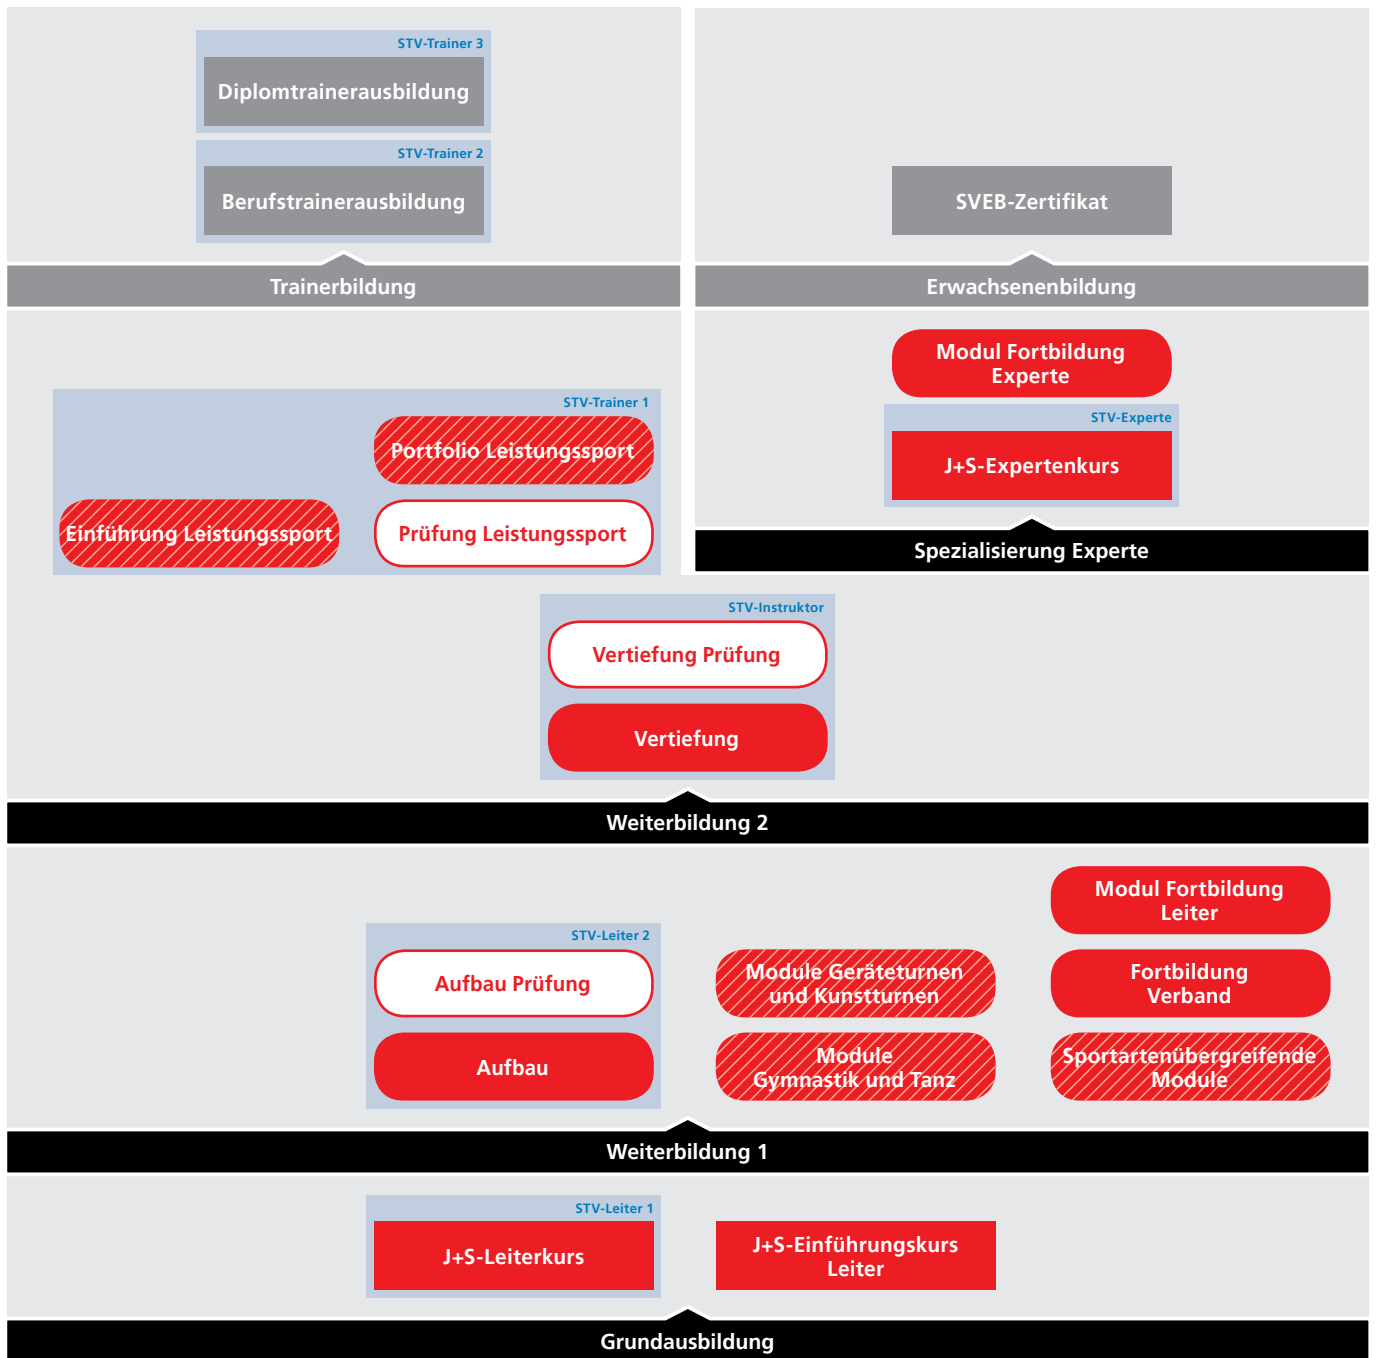 STV-Trainer 3
Diplomtrainerausbildung
STV-Trainer 2
Berufstrainerausbildung
SVEB-Zertifikat
Trainerbildung
Erwachsenenbildung
Modul Fortbildung
Experte
STV-Trainer 1
Portfolio Leistungssport
STV-Experte
J+S-Expertenkurs
Einführung Leistungssport
Prüfung Leistungssport
Spezialisierung Experte
STV-Instruktor
Vertiefung Prüfung
Vertiefung
Weiterbildung 2
Modul Fortbildung
Leiter
STV-Leiter 2
Aufbau Prüfung
Module Geräteturnen
und Kunstturnen
Fortbildung
Verband
Aufbau
Module
Gymnastik und Tanz
Sportartenübergreifende
Module
Weiterbildung 1
STV-Leiter 1
J+S-Leiterkurs
J+S-Einführungskurs
Leiter
Grundausbildung